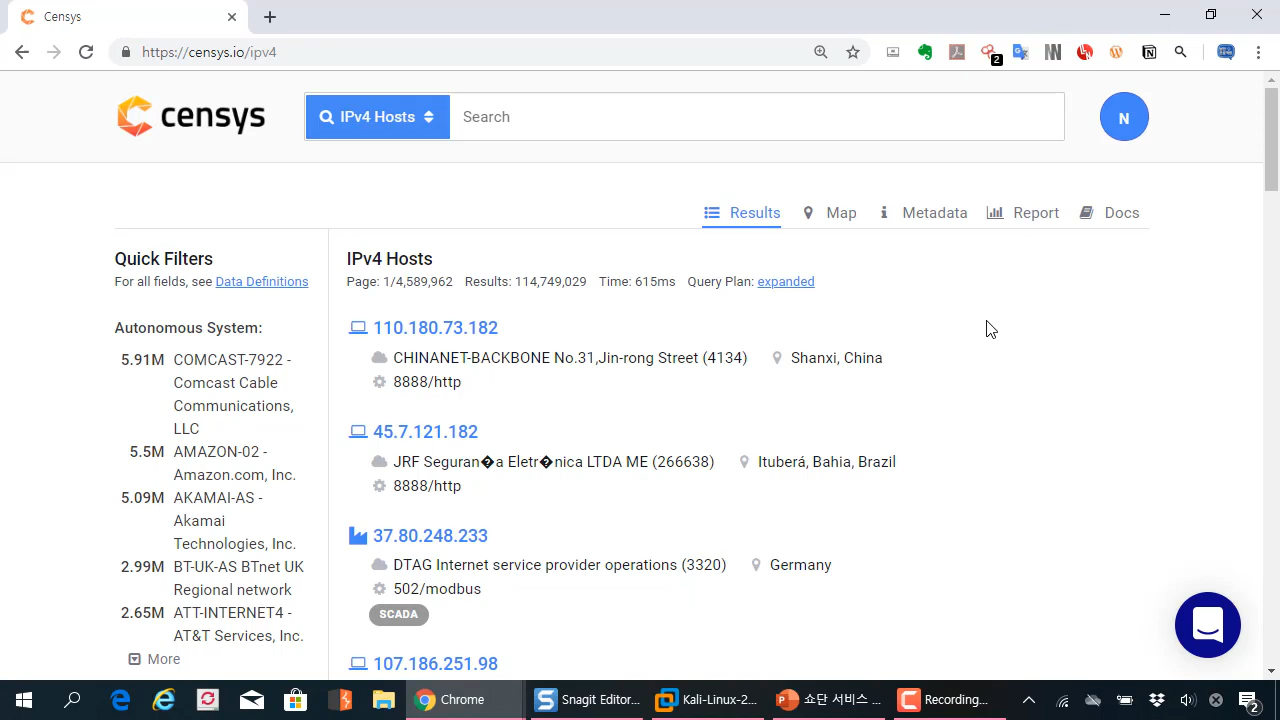 Censys
https://censys.io/ipv4
2
censys
IPv4 Hosts
Search
N
Results
Map
Metadata
Report
Docs
Quick Filters
For all fields, see Data Definitions
Autonomous System:
5.91M COMCAST-7922 -
Comcast Cable
Communications,
LLC
5.5M AMAZON-02 -
Amazon.com, Inc.
5.09M AKAMAI-AS -
Akamai
Technologies, Inc.
2.99M BT-UK-AS BTnet UK
Regional network
2.65M ATT-INTERNET4 -
AT&T Services, Inc.
More
IPv4 Hosts
Page: 1/4,589,962 Results: 114,749,029 Time: 615ms Query Plan: expanded
110.180.73.182
CHINANET-BACKBONE No.31,Jin-rong Street (4134) Shanxi, China
8888/http
45.7.121.182
JRF Seguran�a Eletr�nica LTDA ME (266638) Ituberá, Bahia, Brazil
8888/http
37.80.248.233
DTAG Internet service provider operations (3320) Germany
502/modbus
SCADA
107.186.251.98
Chrome
Snagit Editor...
Kali-Linux-2...
쇼단 서비스 ...
Recording...
2